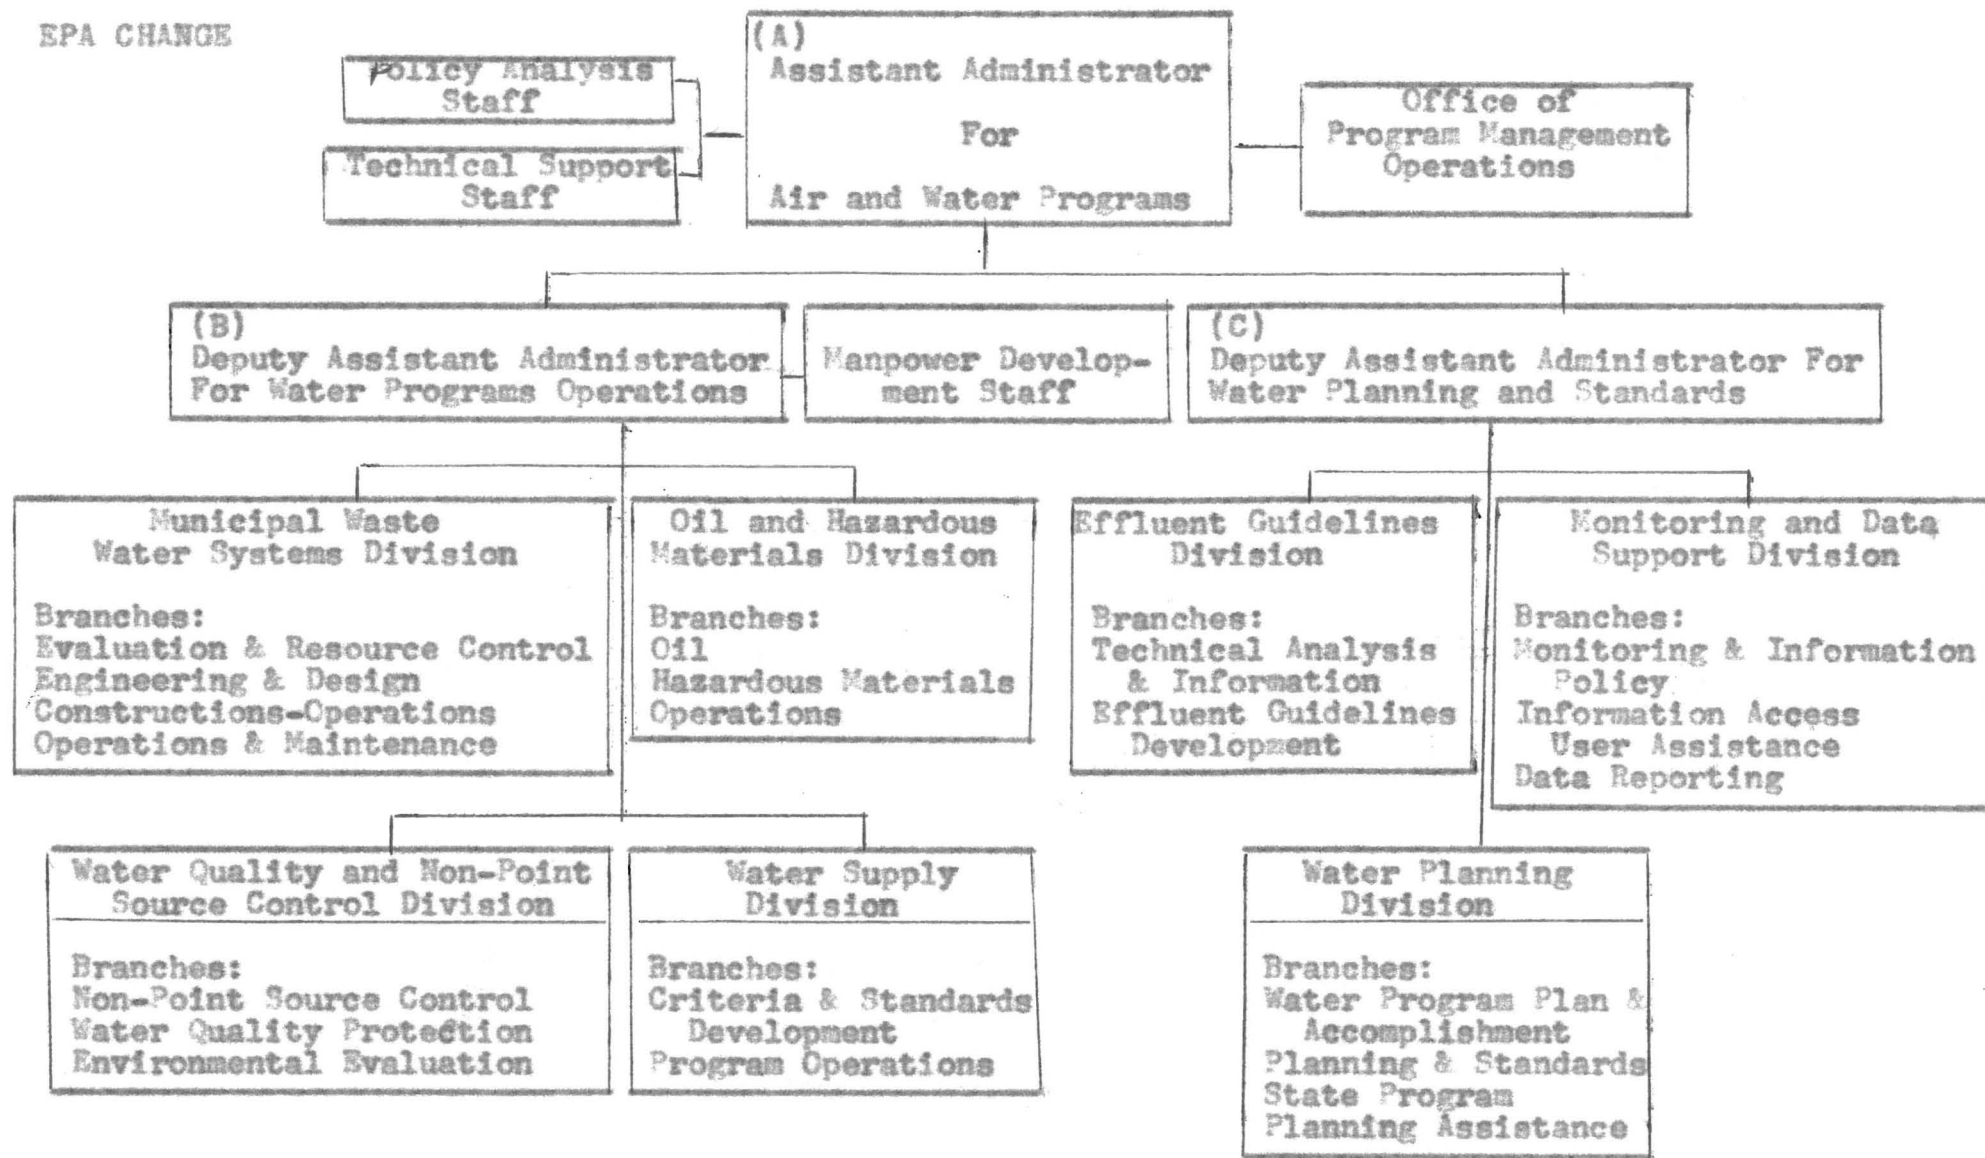 EPA CHANGE
Policy Analysis
Staff
Technical Support
Staff
(A)
Assistant Administrator
For
Air and Water Programs
Office of
Program Management
Operations
(B)
Deputy Assistant Administrator
For Water Programs Operations
Manpower Develop-
ment Staff
(C)
Deputy Assistant Administrator For
Water Planning and Standards
Municipal Waste
Water Systems Division
Branches:
Evaluation & Resource Control
Engineering & Design
Constructions-Operations
Operations & Maintenance
Oil and Hazardous
Materials Division
Branches:
Oil
Hazardous Materials
Operations
Effluent Guidelines
Division
Branches:
Technical Analysis
& Information
Effluent Guidelines
Development
Monitoring and Data
Support Division
Branches:
Monitoring & Information
Policy
Information Access
User Assistance
Data Reporting
Water Quality and Non-Point
Source Control Division
Branches:
Non-Point Source Control
Water Quality Protection
Environmental Evaluation
Water Supply
Division
Branches:
Criteria & Standards
Development
Program Operations
Water Planning
Division
Branches:
Water Program Plan &
Accomplishment
Planning & Standards
State Program
Planning Assistance